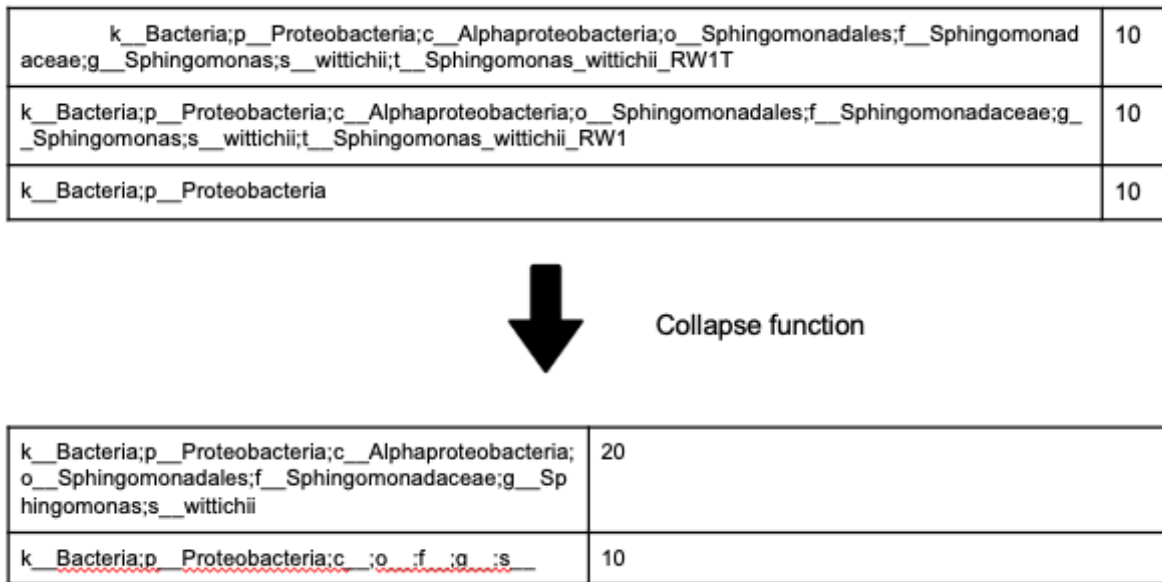 k__Bacteria;p__Proteobacteria;c__Alphaproteobacteria;o__Sphingomonadales;f__Sphingomonad 10
aceae;g__Sphingomonas;s__wittichii;t__Sphingomonas_wittichii_RW1T
k__Bacteria;p__Proteobacteria;c__Alphaproteobacteria;o__Sphingomonadales;f__Sphingomonadaceae;g_ 10
_Sphingomonas;s__wittichii;t__Sphingomonas_wittichii_RW1
k__Bacteria;p__Proteobacteria 10
Collapse function
k__Bacteria;p__Proteobacteria;c__Alphaproteobacteria; 20
o__Sphingomonadales;f__Sphingomonadaceae;g__Sp
hingomonas;s__wittichii
k__Bacteria;p__Proteobacteria;c__;o__;f__;g__;s__ 10